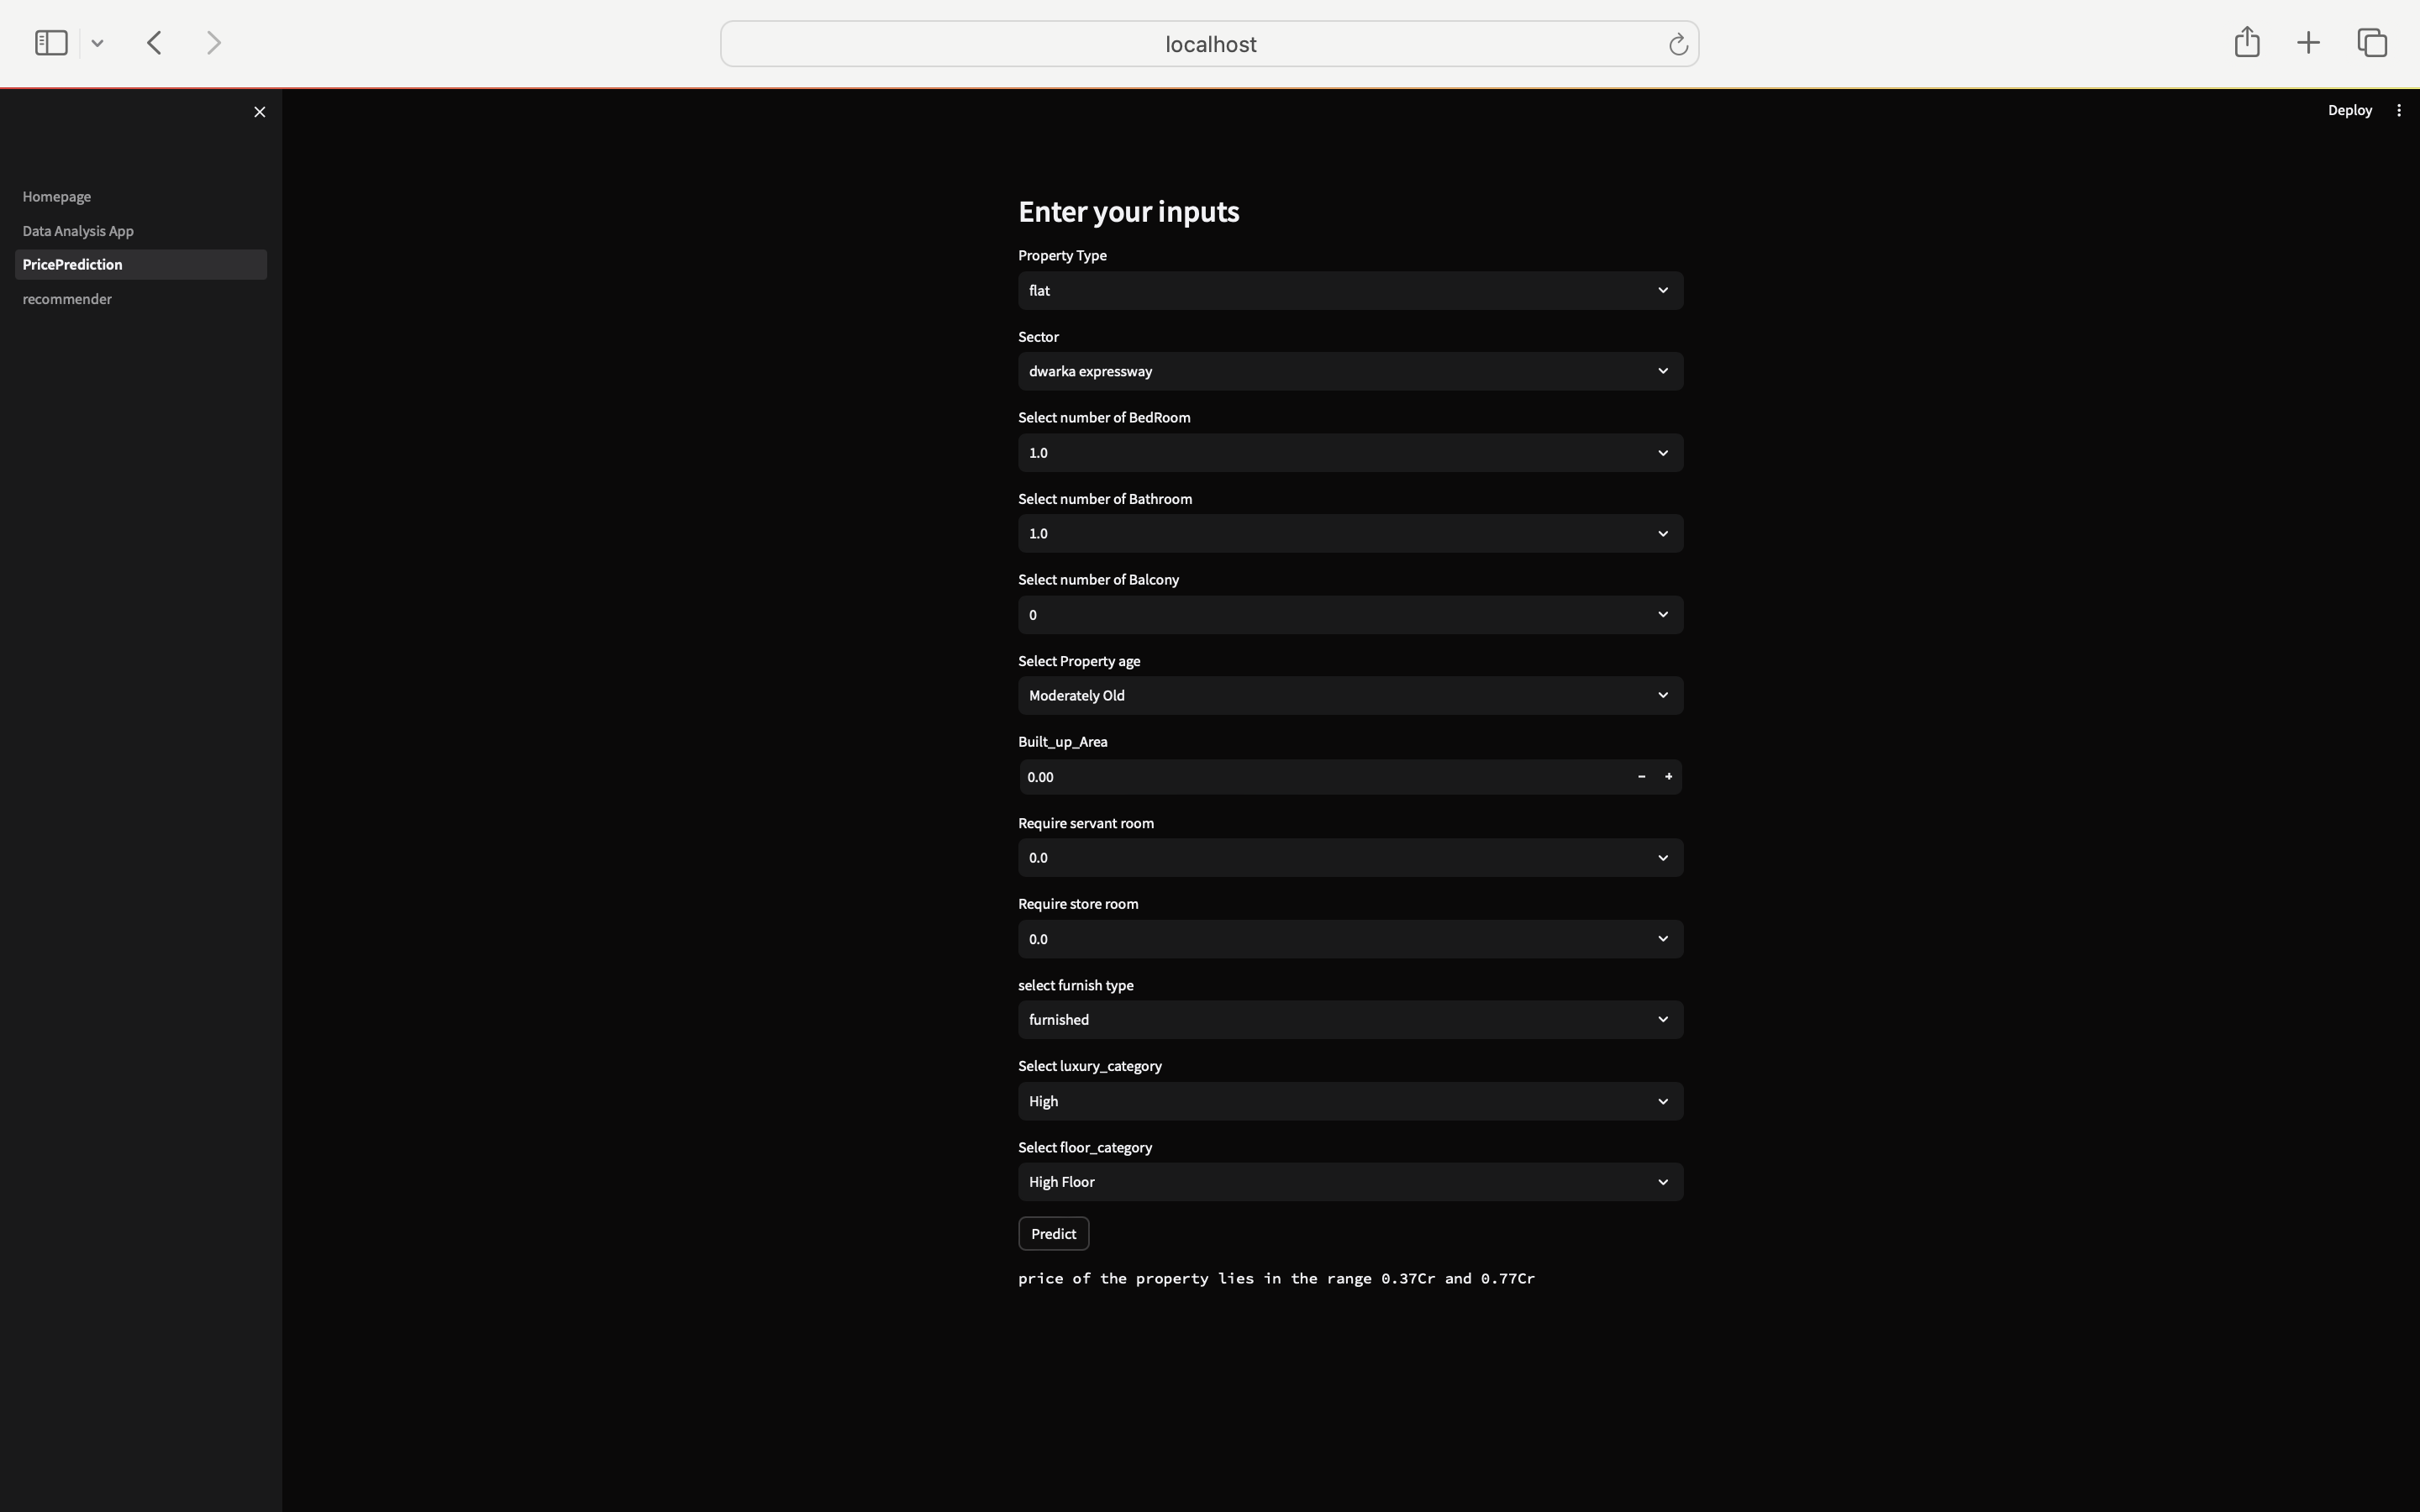 localhost
Deploy
Homepage
Data Analysis App
PricePrediction
recommender
Enter your inputs
Property Type
flat
Sector
dwarka expressway
Select number of BedRoom
1.0
Select number of Bathroom
1.0
Select number of Balcony
0
Select Property age
Moderately Old
Built_up_Area
0.00
Require servant room
0.0
Require store room
0.0
select furnish type
furnished
Select luxury_category
High
Select floor_category
High Floor
Predict
price of the property lies in the range 0.37Cr and 0.77Cr